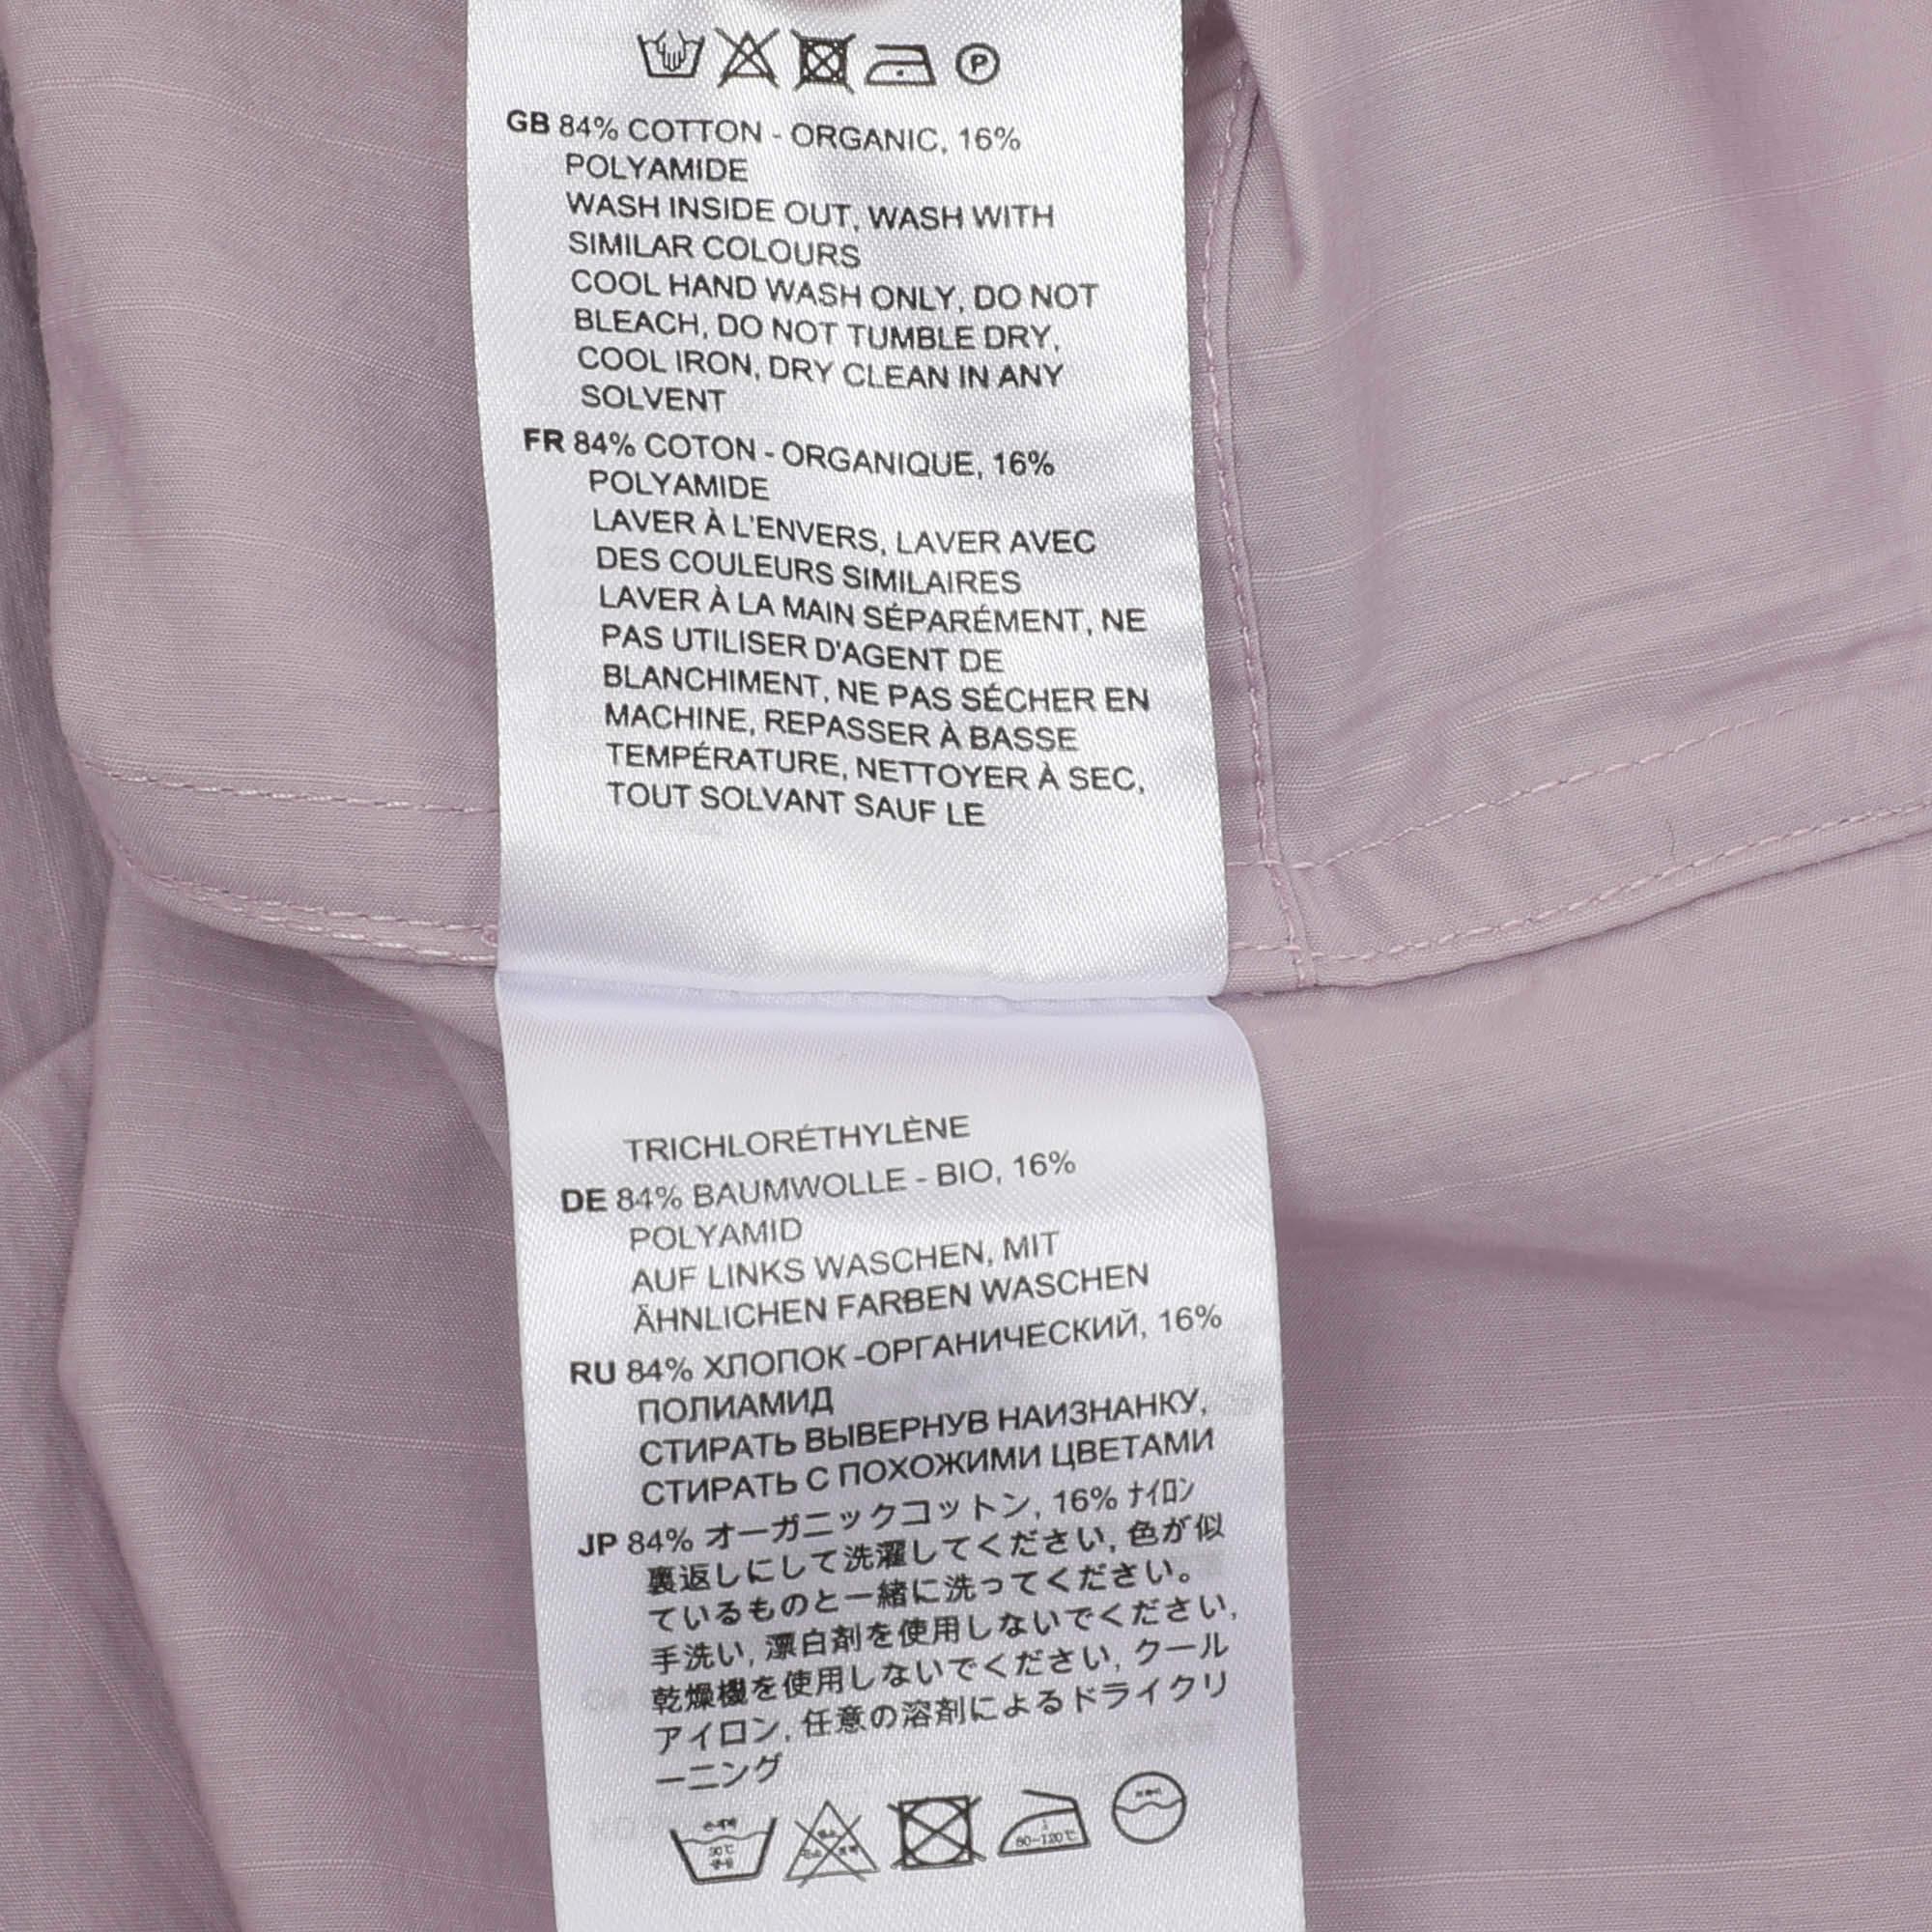 P
GB 84% COTTON - ORGANIC, 16%
POLYAMIDE
WASH INSIDE OUT, WASH WITH
SIMILAR COLOURS
COOL HAND WASH ONLY, DO NOT
BLEACH, DO NOT TUMBLE DRY,
COOL IRON, DRY CLEAN IN ANY
SOLVENT
FR 84% COTON - ORGANIQUE, 16%
POLYAMIDE
LAVER À L'ENVERS, LAVER AVEC
DES COULEURS SIMILAIRES
LAVER À LA MAIN SÉPARÉMENT, NE
PAS UTILISER D'AGENT DE
BLANCHIMENT, NE PAS SÉCHER EN
MACHINE, REPASSER À BASSE
TEMPÉRATURE, NETTOYER À SEC,
TOUT SOLVANT SAUF LE
TRICHLORÉTHYLÈNE
DE 84% BAUMWOLLE - BIO, 16%
POLYAMID
AUF LINKS WASCHEN, MIT
ÄHNLICHEN FARBEN WASCHEN
RU 84% ХЛОПОК -ОРГАНИЧЕСКИЙ, 16%
ПОЛИАМИД
СТИРАТЬ ВЫВЕРНУВ НАИЗНАНКУ,
СТИРАТЬ С ПОХОЖИМИ ЦВЕТАМИ
JP 84% オーガニックコットン, 16% ﾅｲﾛﾝ
裏返しにして洗濯してください, 色が似
ているものと一緒に洗ってください。
手洗い, 漂白剤を使用しないでください,
乾燥機を使用しないでください, クール
アイロン, 任意の溶剤によるドライクリ
ーニング
30℃
80~120℃